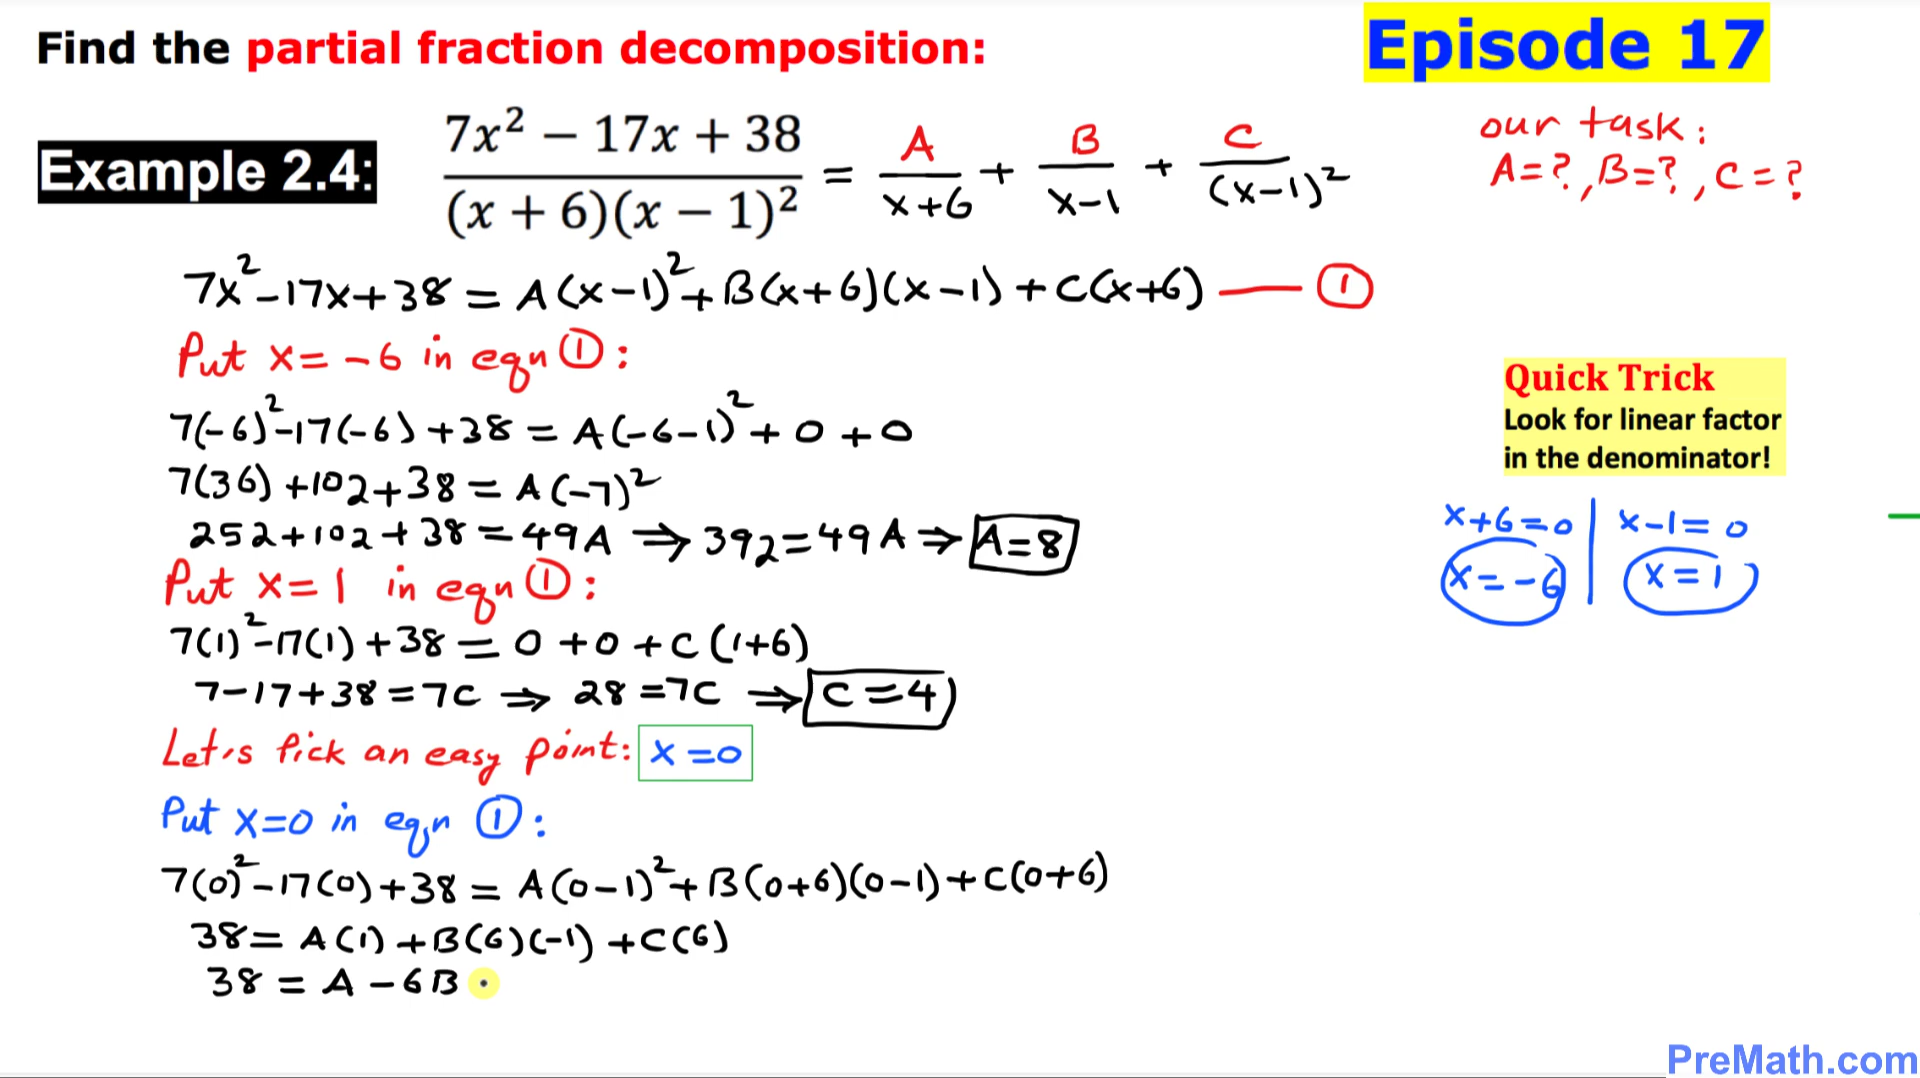 Find the partial fraction decomposition:
Episode 17
Example 2.4: (7x² − 17x + 38)/((x + 6)(x − 1)²) = A/(x+6) + B/(x−1) + C/(x−1)²
our task:
A=?, B=?, C=?
7x²−17x+38 = A(x−1)²+B(x+6)(x−1)+C(x+6) — ①
Put x=−6 in eqn ①:
7(−6)²−17(−6)+38 = A(−6−1)²+0+0
7(36)+102+38 = A(−7)²
252+102+38=49A ⇒ 392=49A ⇒ A=8
Put x=1 in eqn ①:
7(1)²−17(1)+38 = 0+0+C(1+6)
7−17+38=7C ⇒ 28=7C ⇒ C=4
Let's Pick an easy point: x=0
Put x=0 in eqn ①:
7(0)²−17(0)+38 = A(0−1)²+B(0+6)(0−1)+C(0+6)
38= A(1)+B(6)(−1)+C(6)
38 = A−6B
Quick Trick
Look for linear factor
in the denominator!
x+6=0 | x−1=0
x=−6 | x=1
PreMath.com